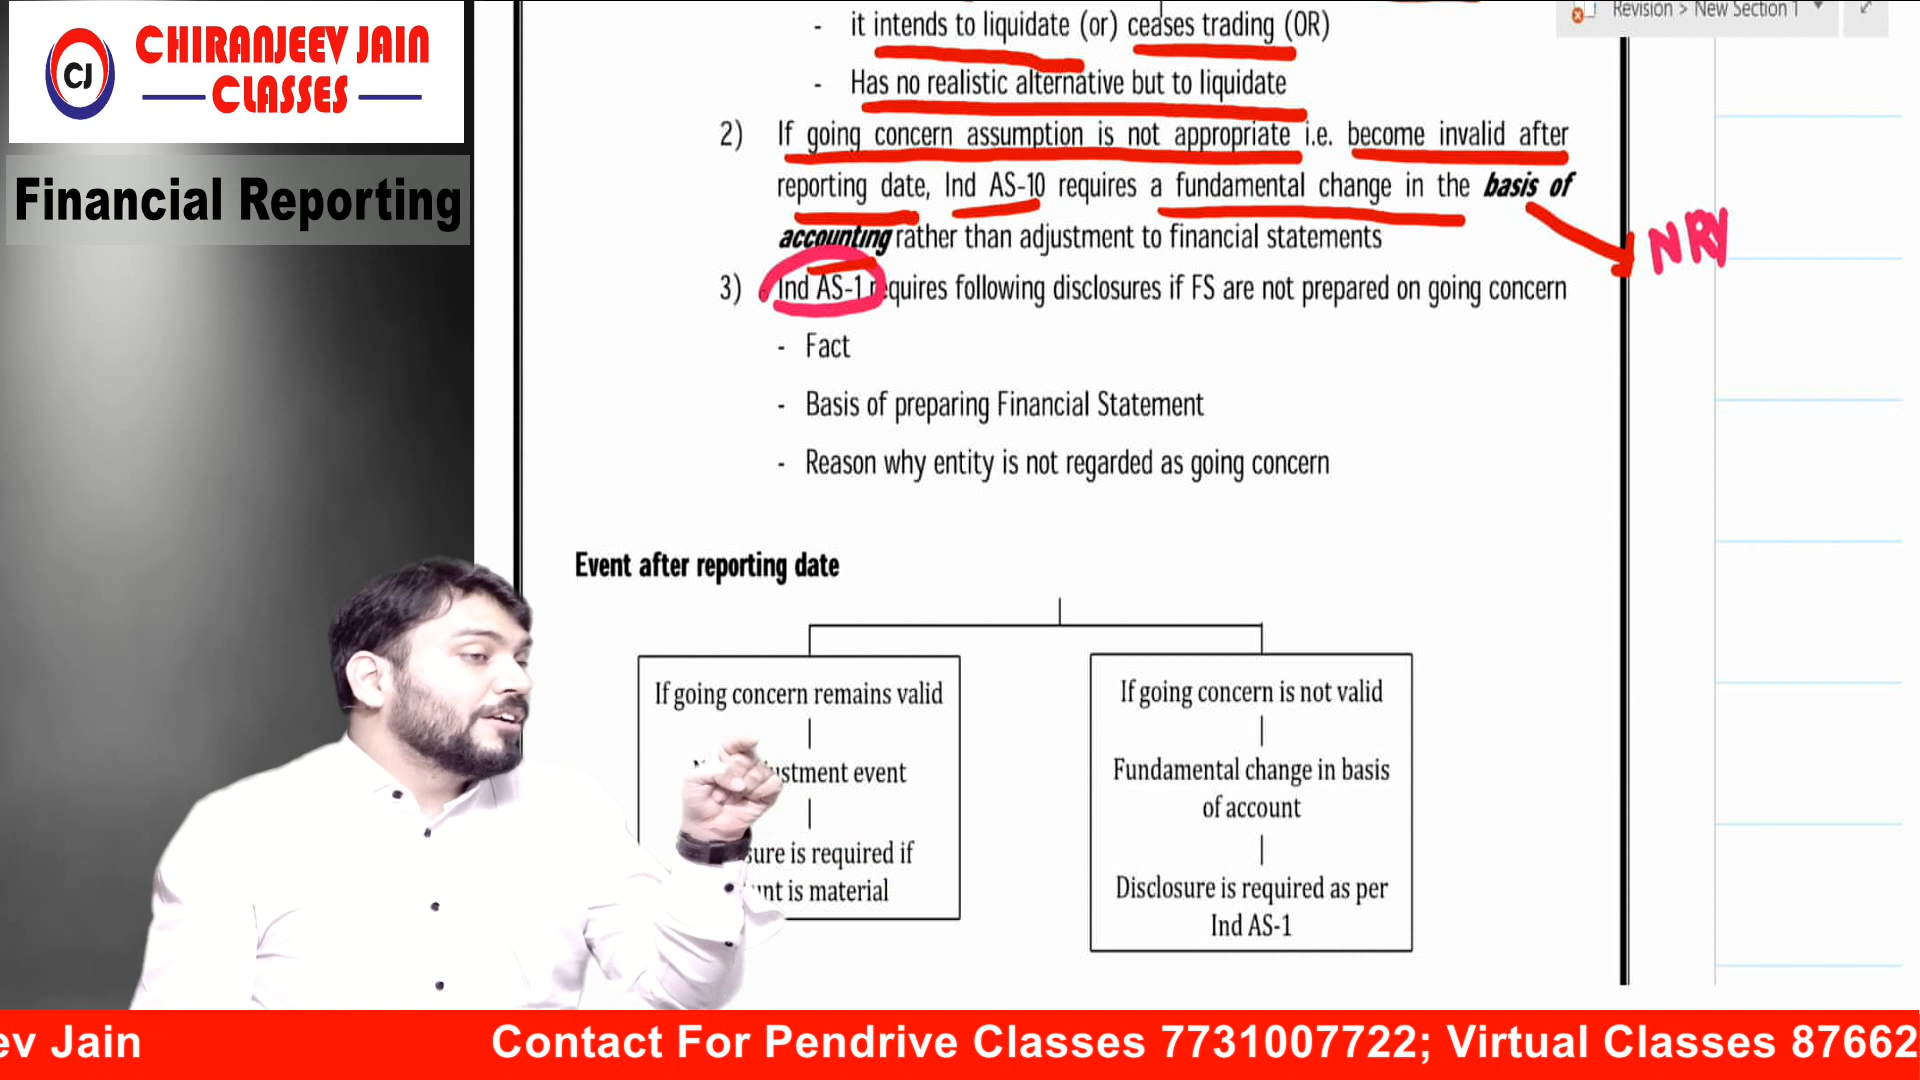 CHIRANJEEV JAIN
CLASSES
CJ
Financial Reporting
Revision > New Section 1
- it intends to liquidate (or) ceases trading (OR)
- Has no realistic alternative but to liquidate
2) If going concern assumption is not appropriate i.e. become invalid after
reporting date, Ind AS-10 requires a fundamental change in the basis of
accounting rather than adjustment to financial statements
NRV
3) Ind AS-1 requires following disclosures if FS are not prepared on going concern
- Fact
- Basis of preparing Financial Statement
- Reason why entity is not regarded as going concern
Event after reporting date
If going concern remains valid
event
is required if
is material
If going concern is not valid
Fundamental change in basis
of account
Disclosure is required as per
Ind AS-1
ev Jain
Contact For Pendrive Classes 7731007722; Virtual Classes 87662